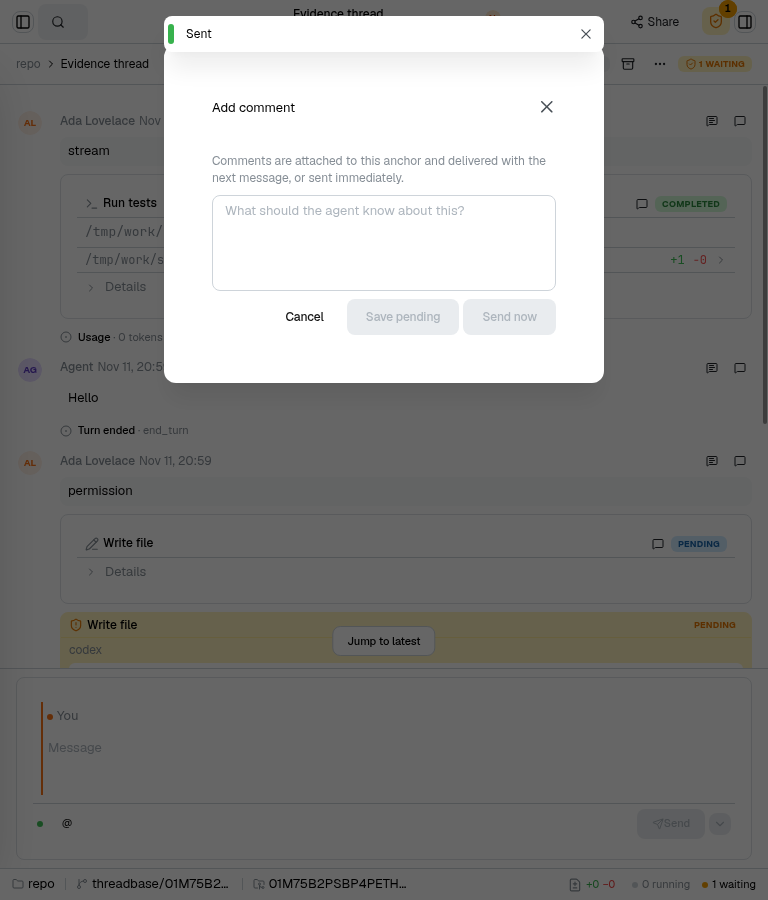 Evidence thread
Share
1
Sent
repo
Evidence thread
1 WAITING
AL
Ada Lovelace Nov
stream
Add comment
Comments are attached to this anchor and delivered with the
next message, or sent immediately.
What should the agent know about this?
Cancel
Save pending
Send now
Run tests
COMPLETED
/tmp/work/
/tmp/work/s
+1 -0
Details
Usage · 0 tokens
AG
Agent Nov 11, 20:5
Hello
Turn ended · end_turn
AL
Ada Lovelace Nov 11, 20:59
permission
Write file
PENDING
Details
Write file
PENDING
codex
Jump to latest
You
Message
@
Send
repo
threadbase/01M75B2...
01M75B2PSBP4PETH...
+0 −0
0 running
1 waiting